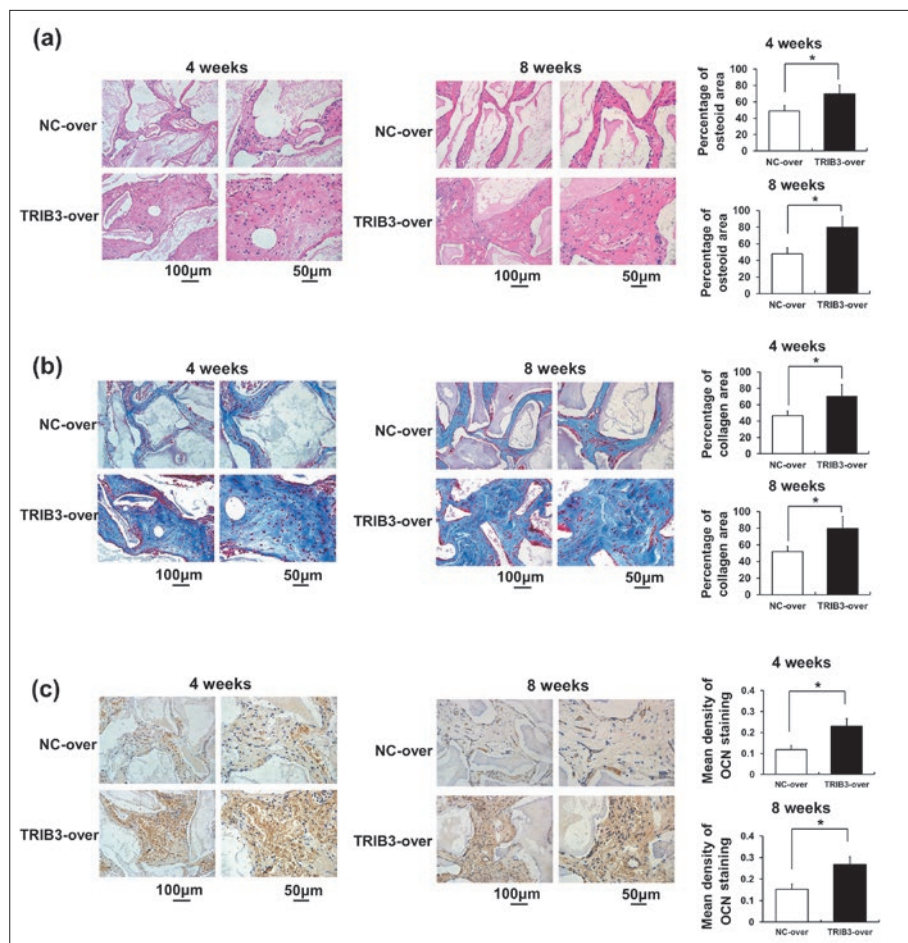 (a)
4 weeks
8 weeks
NC-over
TRIB3-over
100μm
50μm
NC-over
TRIB3-over
100μm
50μm
4 weeks
Percentage of
osteoid area
100
80
60
40
20
0
*
NC-over
TRIB3-over
8 weeks
Percentage of
osteoid area
100
80
60
40
20
0
*
NC-over
TRIB3-over
(b)
4 weeks
8 weeks
NC-over
TRIB3-over
100μm
50μm
NC-over
TRIB3-over
100μm
50μm
4 weeks
Percentage of
collagen area
100
80
60
40
20
0
*
NC-over
TRIB3-over
8 weeks
Percentage of
collagen area
100
80
60
40
20
0
*
NC-over
TRIB3-over
(c)
4 weeks
8 weeks
NC-over
TRIB3-over
100μm
50μm
NC-over
TRIB3-over
100μm
50μm
4 weeks
Mean density of
OCN staining
0.4
0.3
0.2
0.1
0
*
NC-over
TRIB3-over
8 weeks
Mean density of
OCN staining
0.4
0.3
0.2
0.1
0
*
NC-over
TRIB3-over